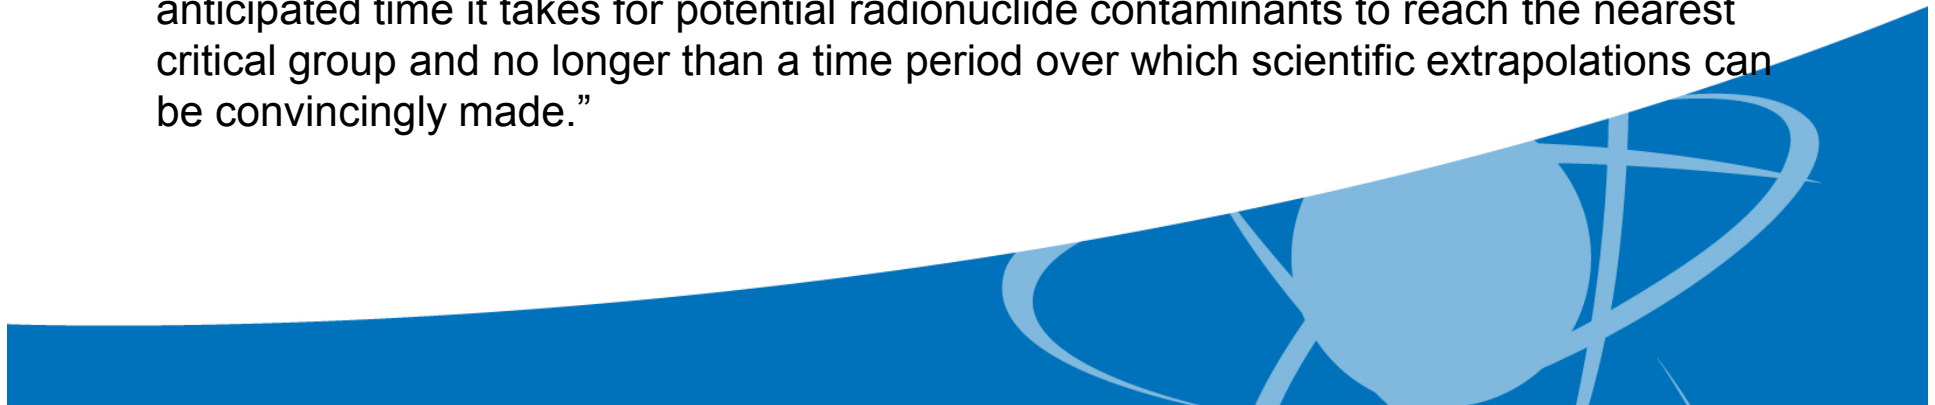 anticipated time it takes for potential radionuclide contaminants to reach the nearest
critical group and no longer than a time period over which scientific extrapolations can
be convincingly made.”